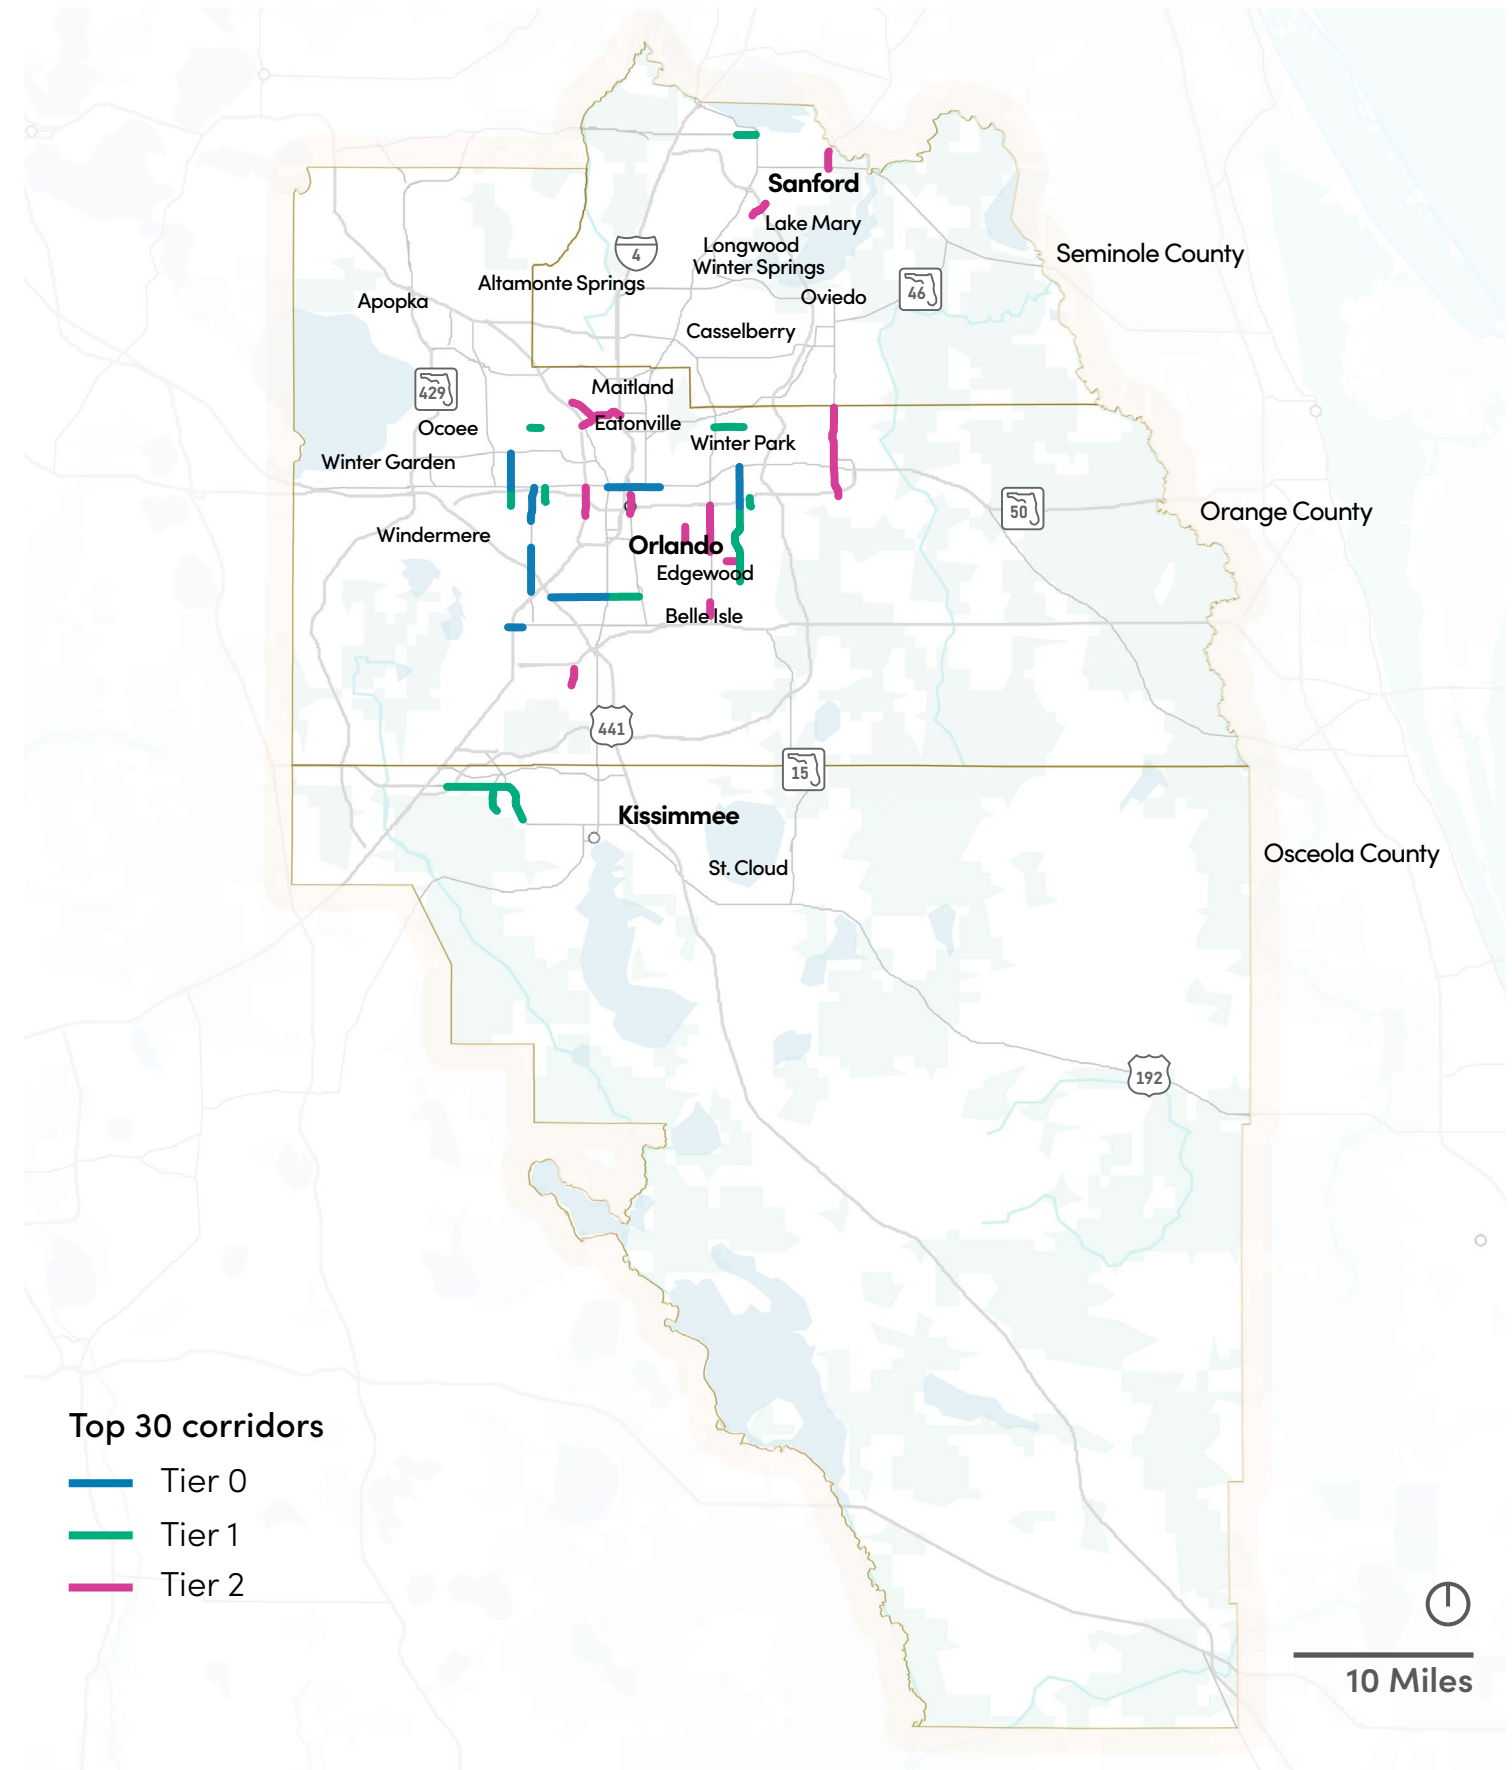 Sanford
Lake Mary
Longwood
Winter Springs
Seminole County
4
Altamonte Springs
46
Apopka
Oviedo
Casselberry
Maitland
429
Eatonville
Ocoee
Winter Park
Winter Garden
50
Orange County
Windermere
Orlando
Edgewood
Belle Isle
441
15
Kissimmee
Osceola County
St. Cloud
192
Top 30 corridors
Tier 0
Tier 1
Tier 2
10 Miles